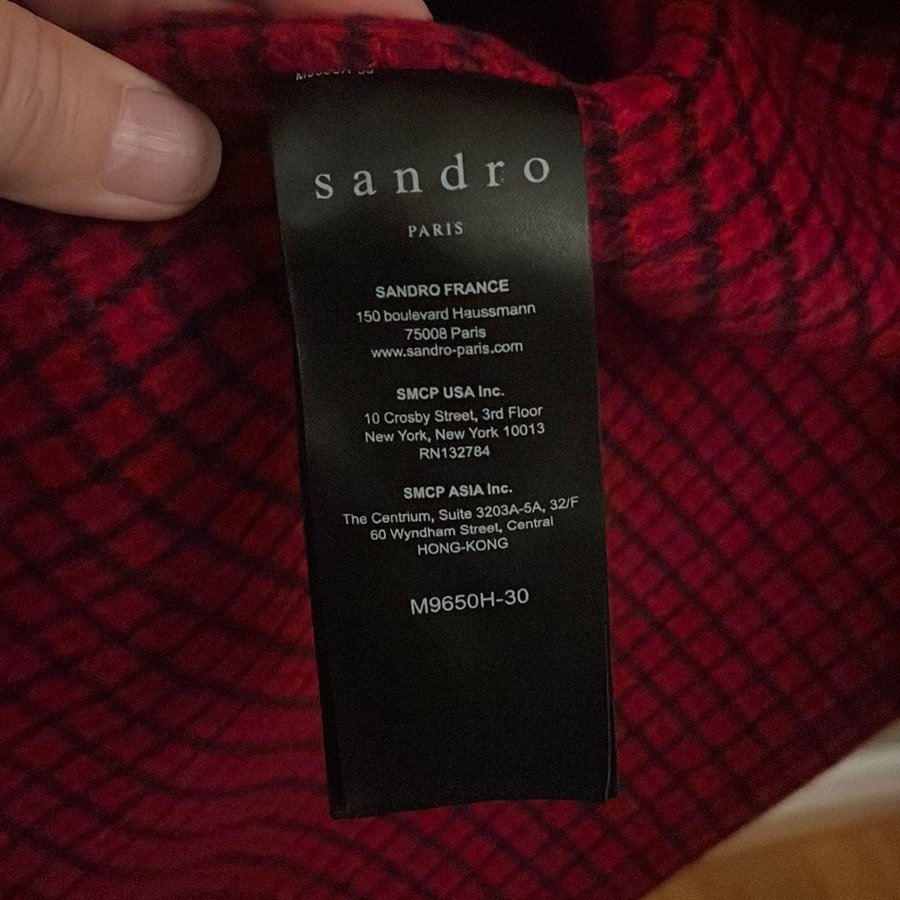 sandro
PARIS
SANDRO FRANCE
150 boulevard Haussmann
75008 Paris
www.sandro-paris.com
SMCP USA Inc.
10 Crosby Street, 3rd Floor
New York, New York 10013
RN132784
SMCP ASIA Inc.
The Centrium, Suite 3203A-5A, 32/F
60 Wyndham Street, Central
HONG-KONG
M9650H-30